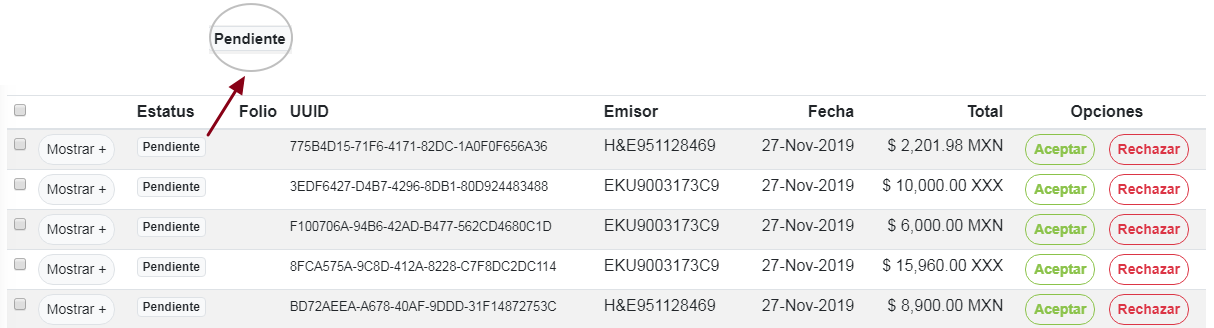 Pendiente
Estatus Folio UUID Emisor Fecha Total Opciones
Mostrar + Pendiente 775B4D15-71F6-4171-82DC-1A0F0F656A36 H&E951128469 27-Nov-2019 $ 2,201.98 MXN Aceptar Rechazar
Mostrar + Pendiente 3EDF6427-D4B7-4296-8DB1-80D924483488 EKU9003173C9 27-Nov-2019 $ 10,000.00 XXX Aceptar Rechazar
Mostrar + Pendiente F100706A-94B6-42AD-B477-562CD4680C1D EKU9003173C9 27-Nov-2019 $ 6,000.00 MXN Aceptar Rechazar
Mostrar + Pendiente 8FCA575A-9C8D-412A-8228-C7F8DC2DC114 EKU9003173C9 27-Nov-2019 $ 15,960.00 XXX Aceptar Rechazar
Mostrar + Pendiente BD72AEEA-A678-40AF-9DDD-31F14872753C H&E951128469 27-Nov-2019 $ 8,900.00 MXN Aceptar Rechazar